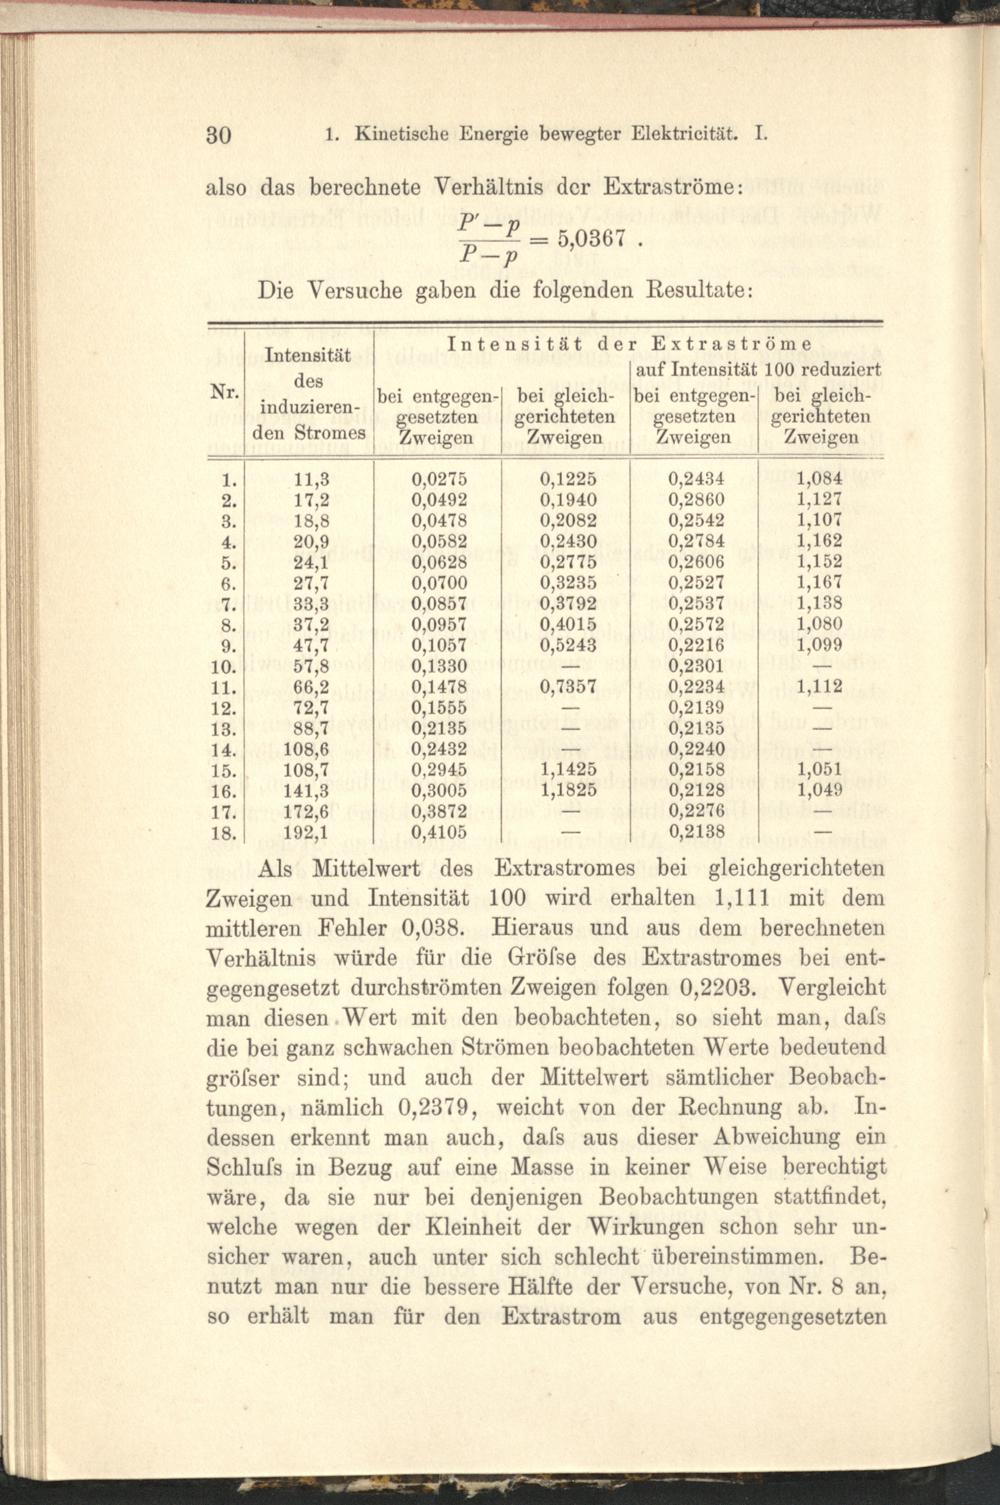 30 1. Kinetische Energie bewegter Elektricität. I.
also das berechnete Verhältnis der Extraströme:
P′ — p
P — p
= 5,0367 .
Die Versuche gaben die folgenden Resultate:
Nr.
Intensität
des
induzieren-
den Stromes
Intensität der Extraströme
auf Intensität 100 reduziert
bei entgegen-
gesetzten
Zweigen
bei gleich-
gerichteten
Zweigen
bei entgegen-
gesetzten
Zweigen
bei gleich-
gerichteten
Zweigen
1. 11,3 0,0275 0,1225 0,2434 1,084
2. 17,2 0,0492 0,1940 0,2860 1,127
3. 18,8 0,0478 0,2082 0,2542 1,107
4. 20,9 0,0582 0,2430 0,2784 1,162
5. 24,1 0,0628 0,2775 0,2606 1,152
6. 27,7 0,0700 0,3235 0,2527 1,167
7. 33,3 0,0857 0,3792 0,2537 1,138
8. 37,2 0,0957 0,4015 0,2572 1,080
9. 47,7 0,1057 0,5243 0,2216 1,099
10. 57,8 0,1330 — 0,2301 —
11. 66,2 0,1478 0,7357 0,2234 1,112
12. 72,7 0,1555 — 0,2139 —
13. 88,7 0,2135 — 0,2135 —
14. 108,6 0,2432 — 0,2240 —
15. 108,7 0,2945 1,1425 0,2158 1,051
16. 141,3 0,3005 1,1825 0,2128 1,049
17. 172,6 0,3872 — 0,2276 —
18. 192,1 0,4105 — 0,2138 —
Als Mittelwert des Extrastromes bei gleichgerichteten
Zweigen und Intensität 100 wird erhalten 1,111 mit dem
mittleren Fehler 0,038. Hieraus und aus dem berechneten
Verhältnis würde für die Gröſse des Extrastromes bei ent-
gegengesetzt durchströmten Zweigen folgen 0,2203. Vergleicht
man diesen Wert mit den beobachteten, so sieht man, daſs
die bei ganz schwachen Strömen beobachteten Werte bedeutend
gröſser sind; und auch der Mittelwert sämtlicher Beobach-
tungen, nämlich 0,2379, weicht von der Rechnung ab. In-
dessen erkennt man auch, daſs aus dieser Abweichung ein
Schluſs in Bezug auf eine Masse in keiner Weise berechtigt
wäre, da sie nur bei denjenigen Beobachtungen stattfindet,
welche wegen der Kleinheit der Wirkungen schon sehr un-
sicher waren, auch unter sich schlecht übereinstimmen. Be-
nutzt man nur die bessere Hälfte der Versuche, von Nr. 8 an,
so erhält man für den Extrastrom aus entgegengesetzten